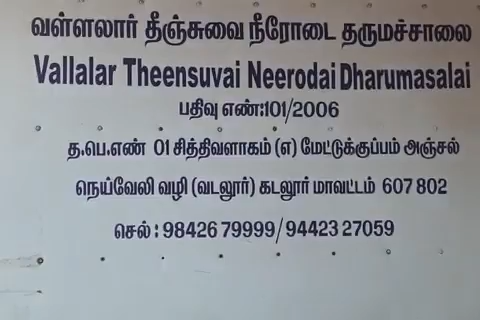 வள்ளலார் தீஞ்சுவை நீரோடை தருமச்சாலை
Vallalar Theensuvai Neerodai Dharumasalai
பதிவு எண்:101/2006
த.பெ.எண் 01 சித்திவளாகம் (எ) மேட்டுக்குப்பம் அஞ்சல்
நெய்வேலி வழி (வடலூர்) கடலூர் மாவட்டம் 607 802
செல் : 98426 79999/ 94423 27059